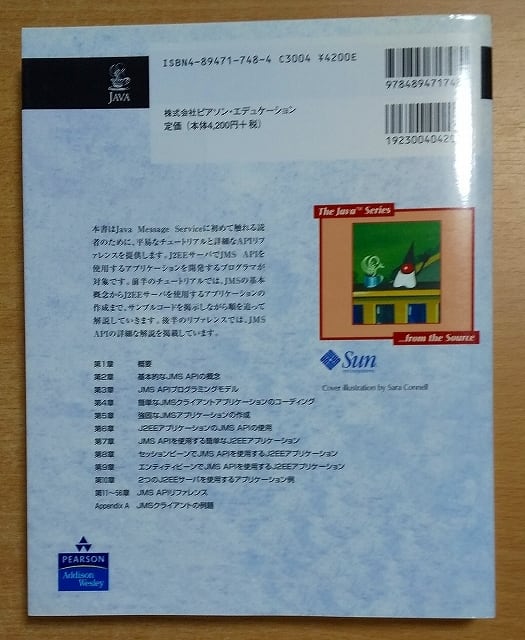 ISBN4-89471-748-4 C3004 ¥4200E
JAVA
株式会社ピアソン・エデュケーション
定価（本体4,200円＋税）
The Java™ Series
本書はJava Message Serviceに初めて触れる読
者のために、平易なチュートリアルと詳細なAPIリフ
ァレンスを提供します。J2EEサーバでJMS APIを
使用するアプリケーションを開発するプログラマが
対象です。前半のチュートリアルでは、JMSの基本
概念からJ2EEサーバを使用するアプリケーションの
作成まで、サンプルコードを掲示しながら順を追って
解説していきます。後半のリファレンスでは、JMS
APIの詳細な解説を掲載しています。
...from the Source
Sun
Cover illustration by Sara Connell
第1章 概要
第2章 基本的なJMS APIの概念
第3章 JMS APIプログラミングモデル
第4章 簡単なJMSクライアントアプリケーションのコーディング
第5章 強固なJMSアプリケーションの作成
第6章 J2EEアプリケーションのJMS APIの使用
第7章 JMS APIを使用する簡単なJ2EEアプリケーション
第8章 セッションビーンでJMS APIを使用するJ2EEアプリケーション
第9章 エンティティビーンでJMS APIを使用するJ2EEアプリケーション
第10章 2つのJ2EEサーバを使用するアプリケーション例
第11〜56章 JMS APIリファレンス
Appendix A JMSクライアントの例題
PEARSON
Addison
Wesley